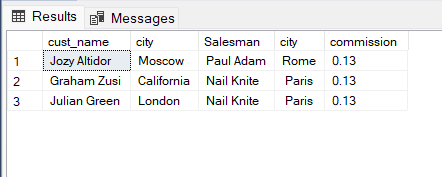 Results Messages
cust_name city Salesman city commission
1 Jozy Altidor Moscow Paul Adam Rome 0.13
2 Graham Zusi California Nail Knite Paris 0.13
3 Julian Green London Nail Knite Paris 0.13